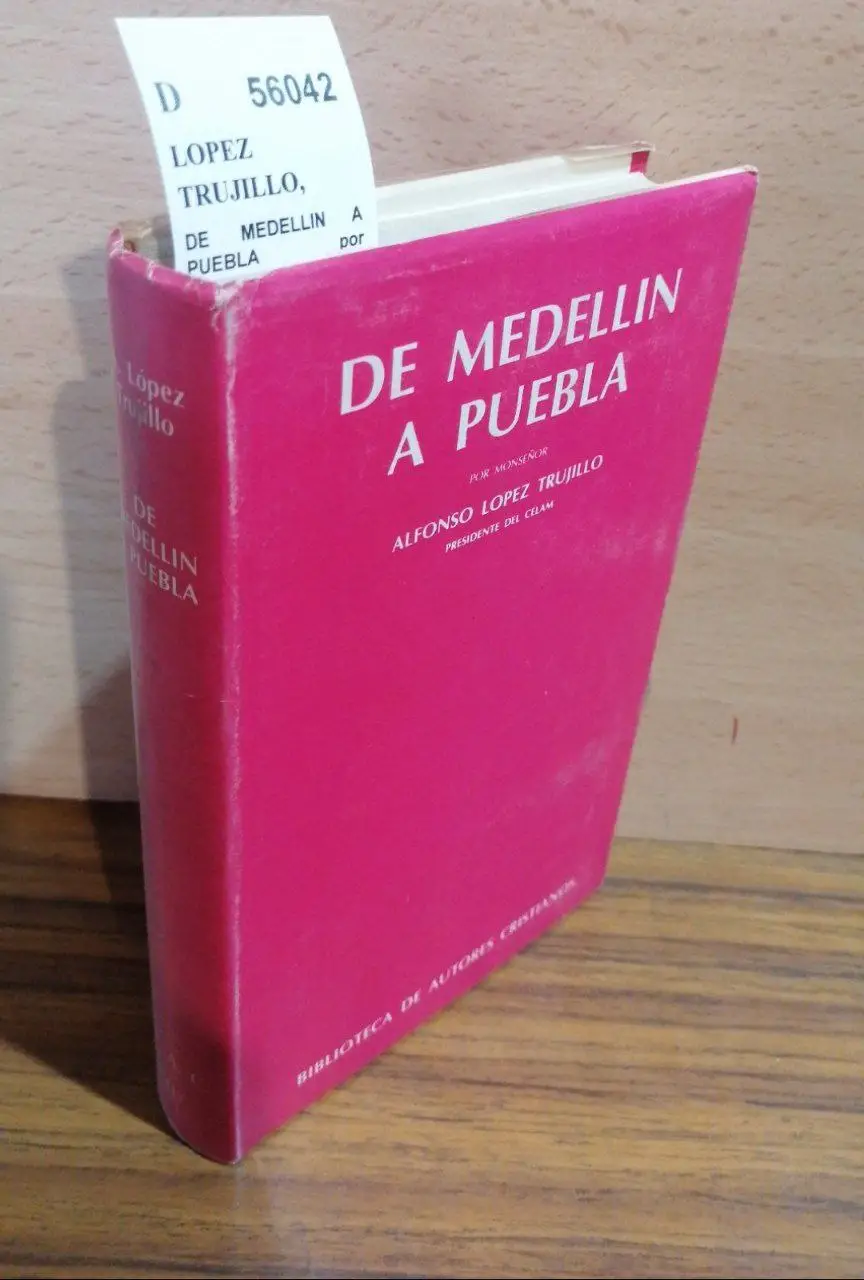 D 56042
LOPEZ
TRUJILLO,
DE MEDELLIN A
PUEBLA por
López
Trujillo
DE
PUEBLA
DE MEDELLIN
A PUEBLA
POR MONSEÑOR
ALFONSO LOPEZ TRUJILLO
PRESIDENTE DEL CELAM
BIBLIOTECA DE AUTORES CRISTIANOS